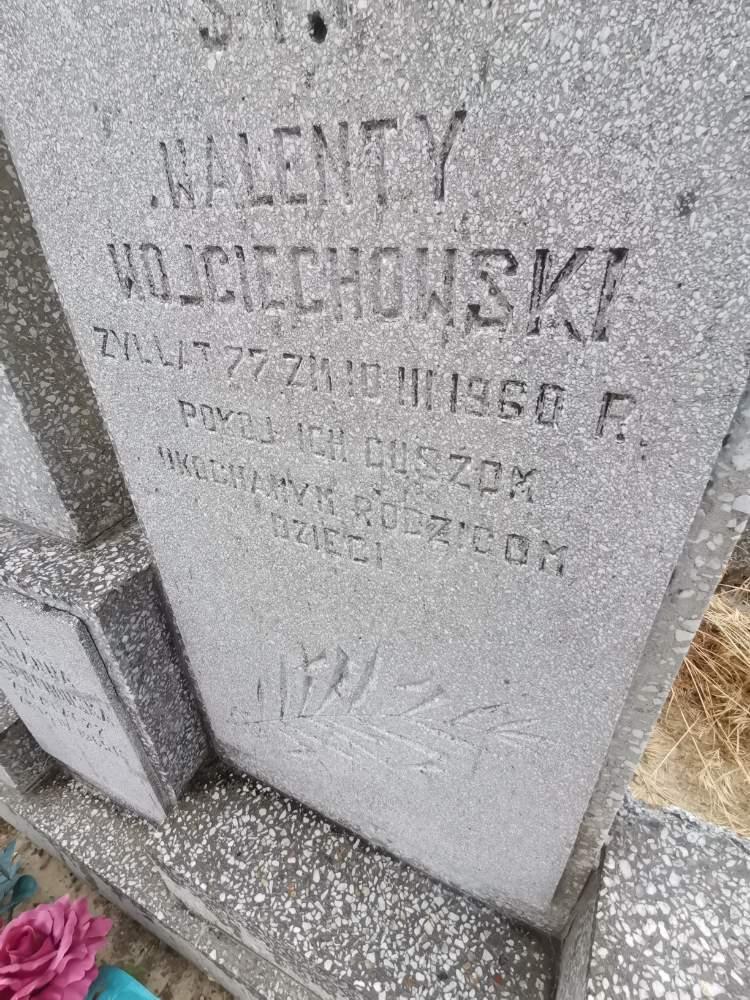 WALENTY
WOJCIECHOWSKI
ŻYŁ LAT 77 ZM 10 III 1960 R.
POKÓJ ICH DUSZOM
UKOCHANYM RODZICOM
DZIECI